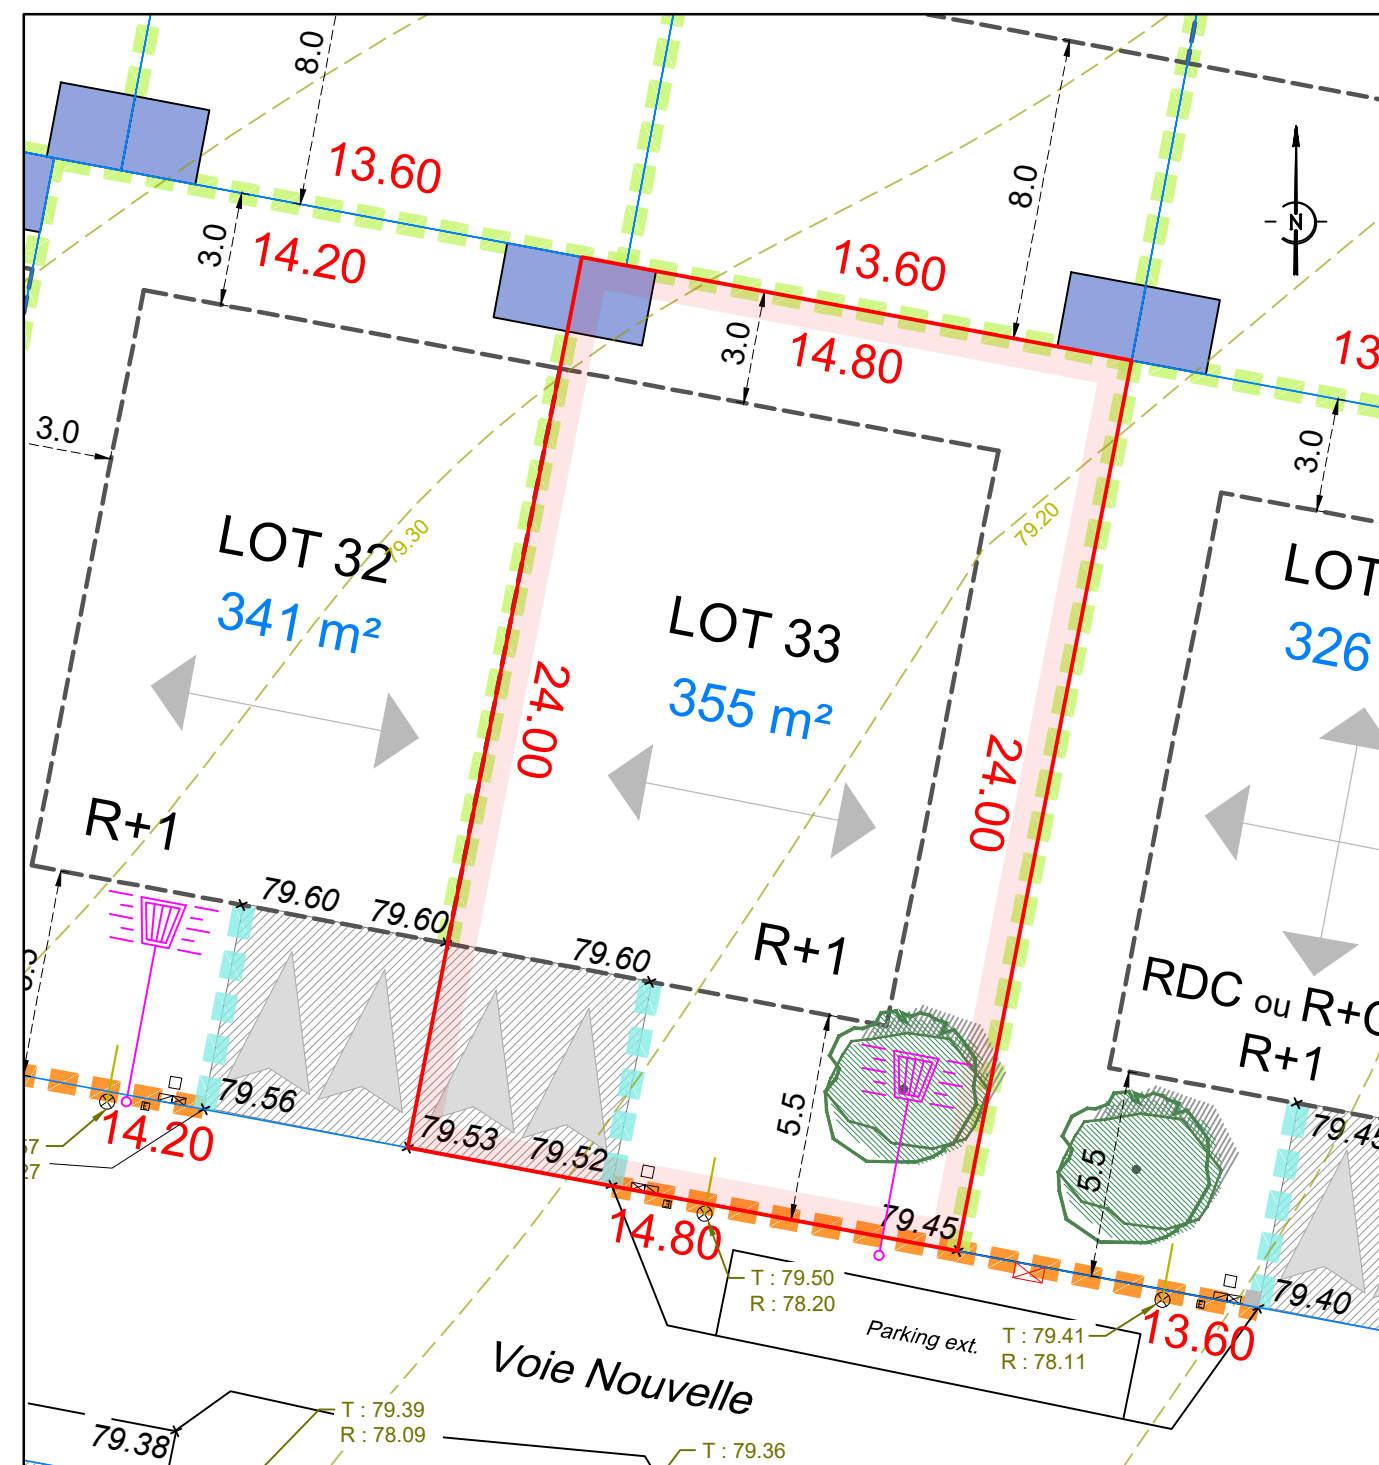 8.0
13.60
3.0
14.20
8.0
N
13.60
3.0
14.80
13
3.0
3.0
79.30
79.20
LOT 32
341 m²
LOT 33
355 m²
LOT
326
24.00
24.00
R+1
79.60
79.60
79.60
R+1
RDC ou R+C
R+1
79.56
14.20
79.53
79.52
5.5
5.5
79.45
79.45
79.40
14.80
T : 79.50
R : 78.20
Parking ext.
T : 79.41
R : 78.11
13.60
Voie Nouvelle
T : 79.39
R : 78.09
79.38
T : 79.36